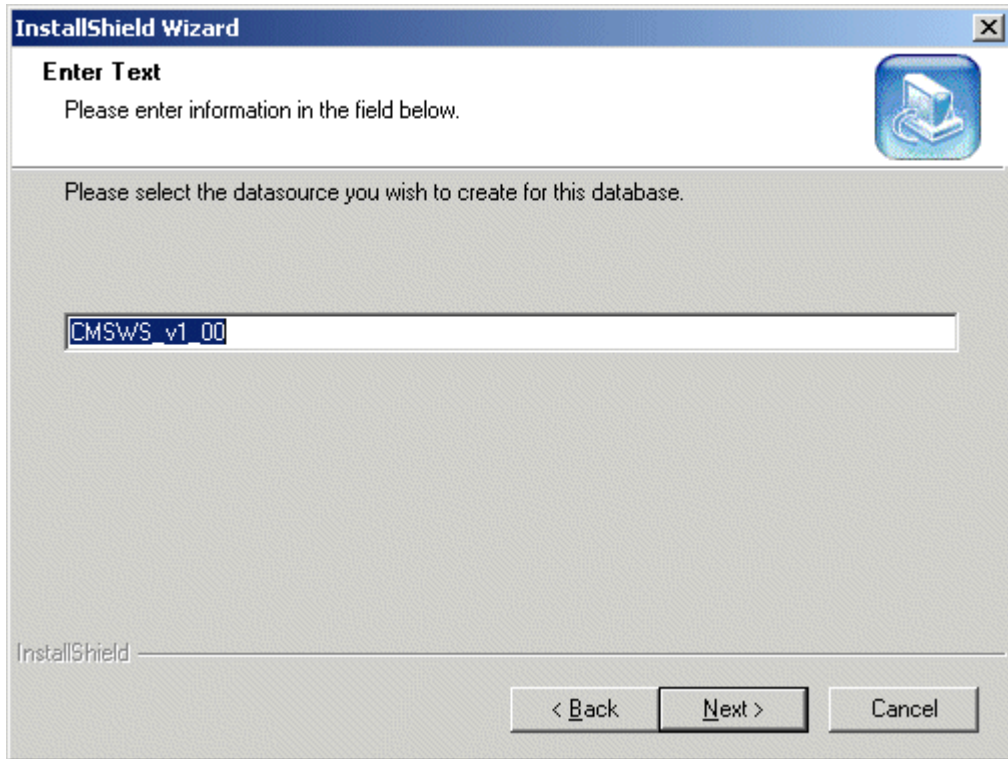 InstallShield Wizard
Enter Text
Please enter information in the field below.
Please select the datasource you wish to create for this database.
CMSWS_v1_00
InstallShield
< Back Next > Cancel